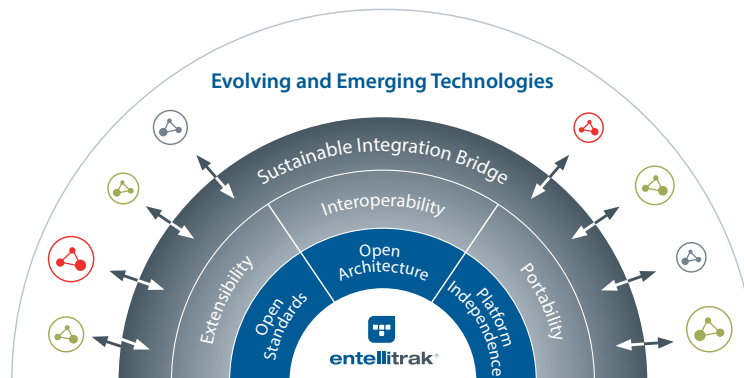 Evolving and Emerging Technologies
Sustainable Integration Bridge
Interoperability
Extensibility
Portability
Open
Architecture
Open
Standards
Platform
Independence
entellitrak®